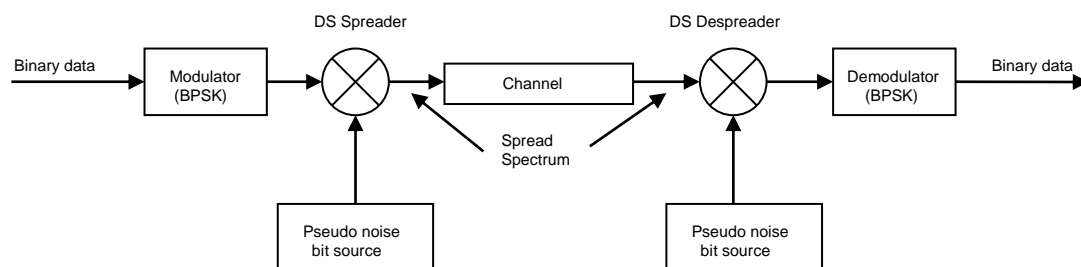 DS Spreader
DS Despreader
Binary data
Modulator
(BPSK)
Channel
Demodulator
(BPSK)
Binary data
Spread
Spectrum
Pseudo noise
bit source
Pseudo noise
bit source